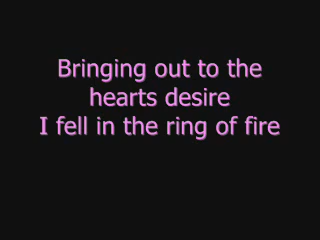 Bringing out to the
hearts desire
I fell in the ring of fire